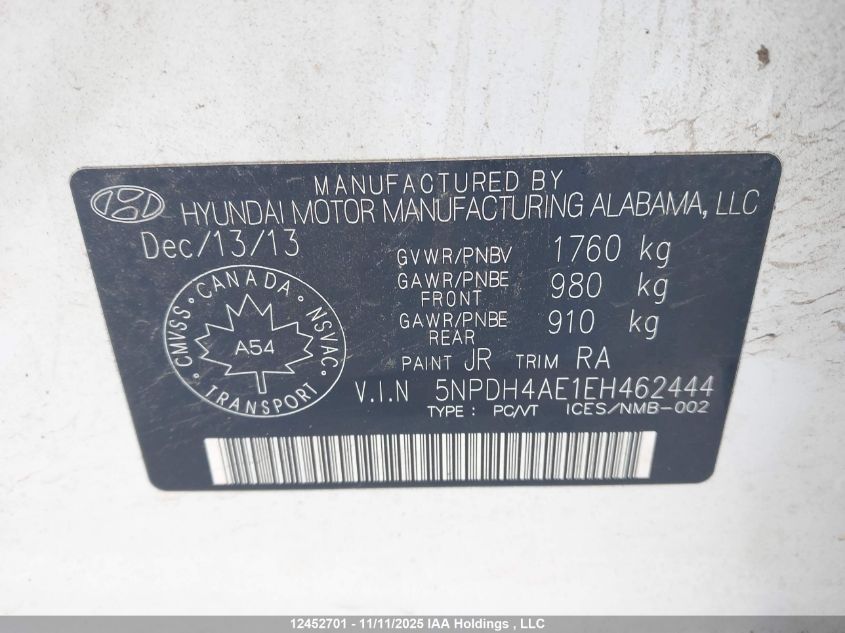 MANUFACTURED BY
HYUNDAI MOTOR MANUFACTURING ALABAMA, LLC
Dec/13/13
GVWR/PNBV 1760 kg
GAWR/PNBE FRONT 980 kg
GAWR/PNBE REAR 910 kg
PAINT JR TRIM RA
CANADA
CMVSS
NSVAC
A54
TRANSPORT
V.I.N 5NPDH4AE1EH462444
TYPE : PC/VT ICES/NMB-002
12452701 - 11/11/2025 IAA Holdings , LLC